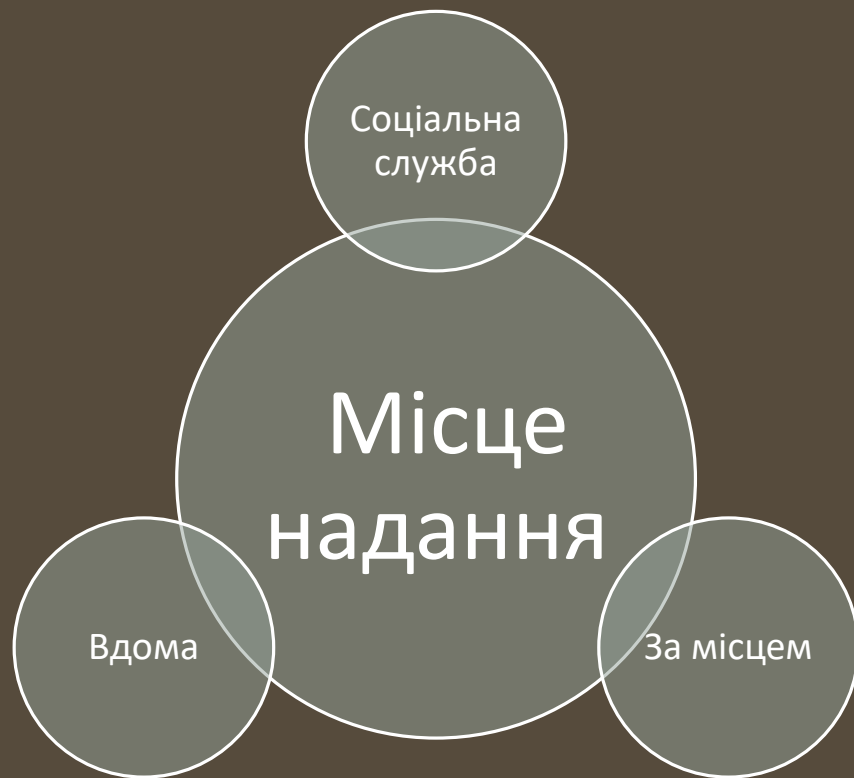 Соціальна
служба
Місце
надання
Вдома
За місцем